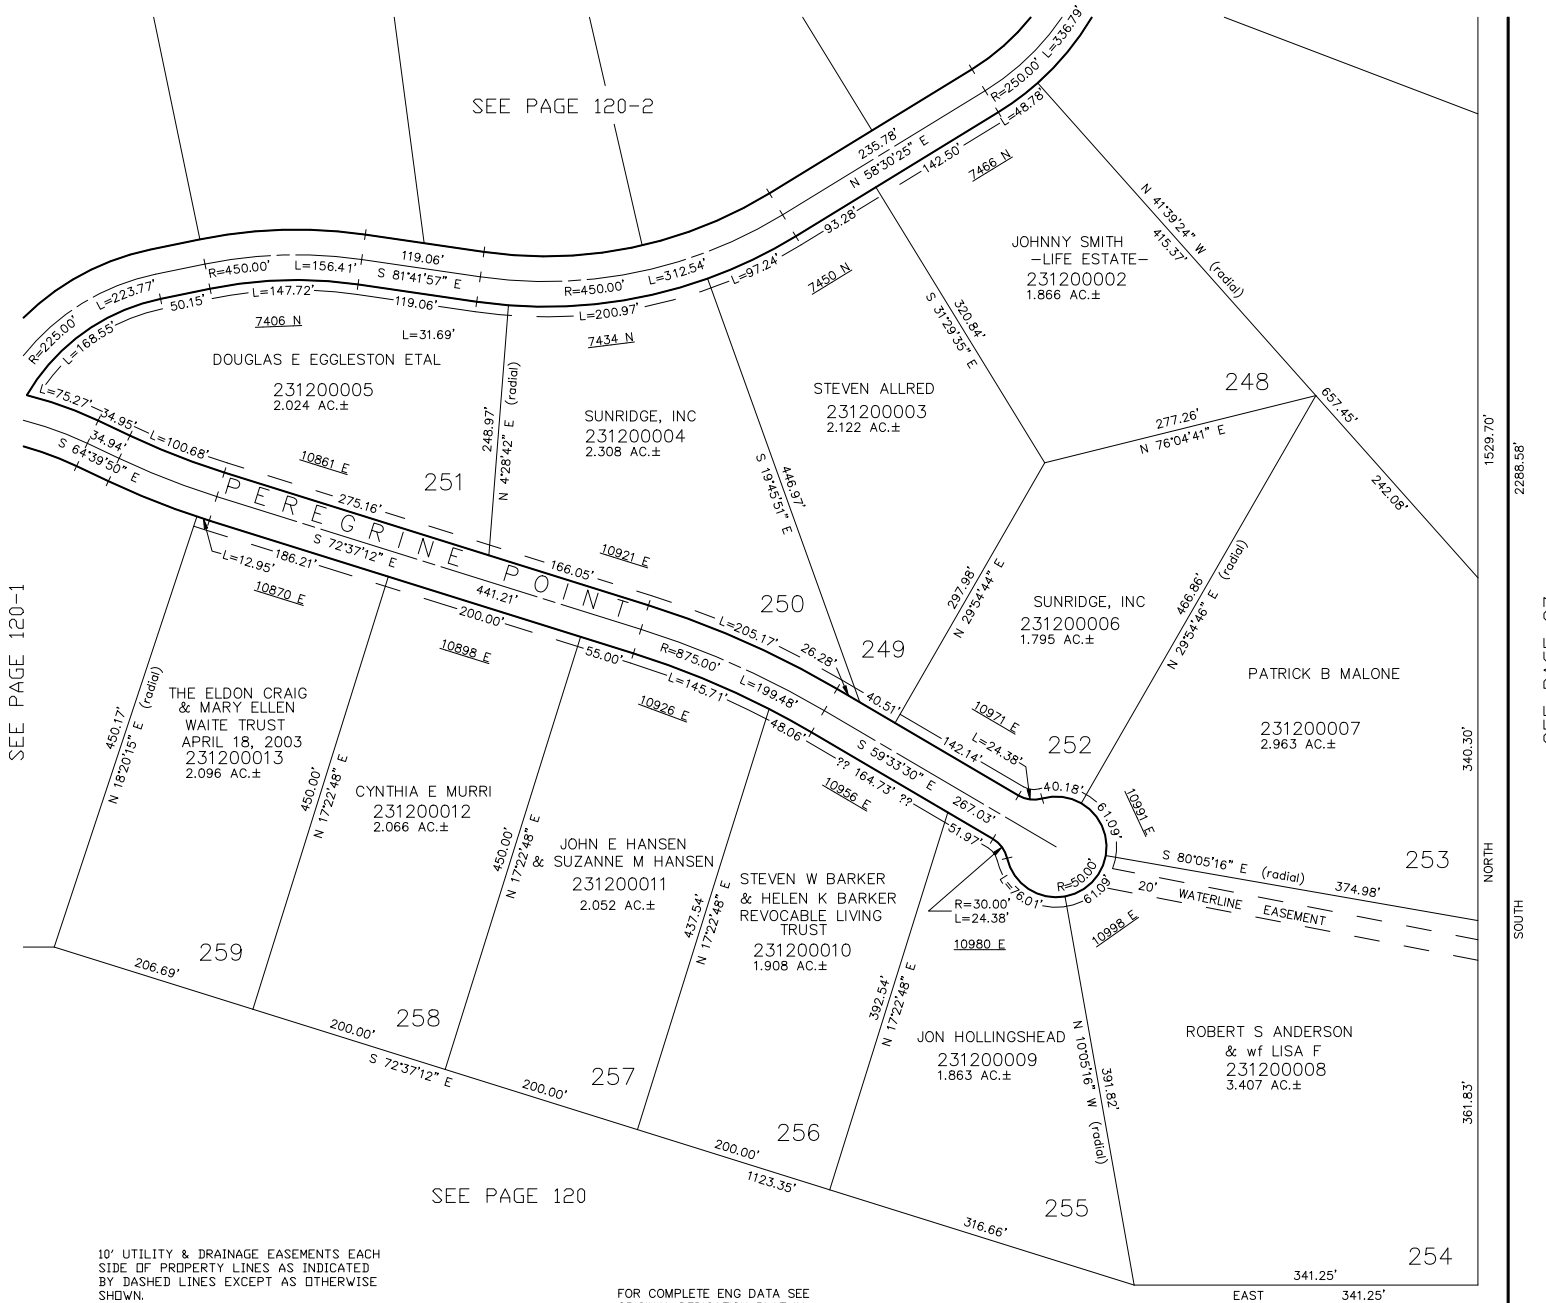 SEE PAGE 120-2
L=336.79'
R=250.00'
L=48.78'
235.78'
N 58°30'25" E
142.50'
7466 N
93.28'
N 41°39'24" W (radial)
415.37'
JOHNNY SMITH
-LIFE ESTATE-
231200002
1.866 AC.±
119.06'
S 81°41'57" E
119.06'
R=450.00'
L=156.41'
L=147.72'
50.15'
L=223.77'
R=225.00'
L=168.55'
7406 N
L=31.69'
R=450.00'
L=312.54'
L=200.97'
L=97.24'
7434 N
7450 N
S 31°29'35" E
320.84'
DOUGLAS E EGGLESTON ETAL
231200005
2.024 AC.±
248.97'
N 4°28'42" E (radial)
SUNRIDGE, INC
231200004
2.308 AC.±
STEVEN ALLRED
231200003
2.122 AC.±
248
277.26'
N 76°04'41" E
657.45'
242.08'
1529.70'
2288.58'
L=75.27'
34.95'
L=100.68'
34.94'
S 64°39'50" E
10861 E
251
275.16'
PEREGRINE POINT
S 72°37'12" E
441.21'
S 19°45'51" E
446.97'
186.21'
L=12.95'
10870 E
10921 E
166.05'
200.00'
10898 E
250
249
L=205.17'
26.28'
55.00'
R=875.00'
L=199.48'
L=145.71'
10926 E
48.06'
297.98'
N 29°54'44" E
SUNRIDGE, INC
231200006
1.795 AC.±
466.86'
N 29°54'46" E (radial)
PATRICK B MALONE
231200007
2.963 AC.±
340.30'
SEE PAGE 120-1
450.17'
N 18°20'15" E (radial)
THE ELDON CRAIG
& MARY ELLEN
WAITE TRUST
APRIL 18, 2003
231200013
2.096 AC.±
40.51'
10971 E
142.14'
L=24.38'
252
S 59°33'30" E
267.03'
?? 164.73' ??
10956 E
51.97'
40.18'
61.09'
10991 E
450.00'
N 17°22'48" E
CYNTHIA E MURRI
231200012
2.066 AC.±
450.00'
N 17°22'48" E
JOHN E HANSEN
& SUZANNE M HANSEN
231200011
2.052 AC.±
STEVEN W BARKER
& HELEN K BARKER
REVOCABLE LIVING
TRUST
231200010
1.908 AC.±
437.54'
N 17°22'48" E
L=76.01'
R=50.00'
61.09'
R=30.00'
L=24.38'
10980 E
10998 E
S 80°05'16" E (radial)
374.98'
20' WATERLINE EASEMENT
253
NORTH
SOUTH
259
206.69'
258
200.00'
S 72°37'12" E
257
200.00'
392.54'
N 17°22'48" E
JON HOLLINGSHEAD
231200009
1.863 AC.±
N 10°05'16" W (radial)
391.82'
ROBERT S ANDERSON
& wf LISA F
231200008
3.407 AC.±
361.83'
256
200.00'
1123.35'
SEE PAGE 120
255
316.66'
254
10' UTILITY & DRAINAGE EASEMENTS EACH
SIDE OF PROPERTY LINES AS INDICATED
BY DASHED LINES EXCEPT AS OTHERWISE
SHOWN.
FOR COMPLETE ENG DATA SEE
341.25'
EAST 341.25'